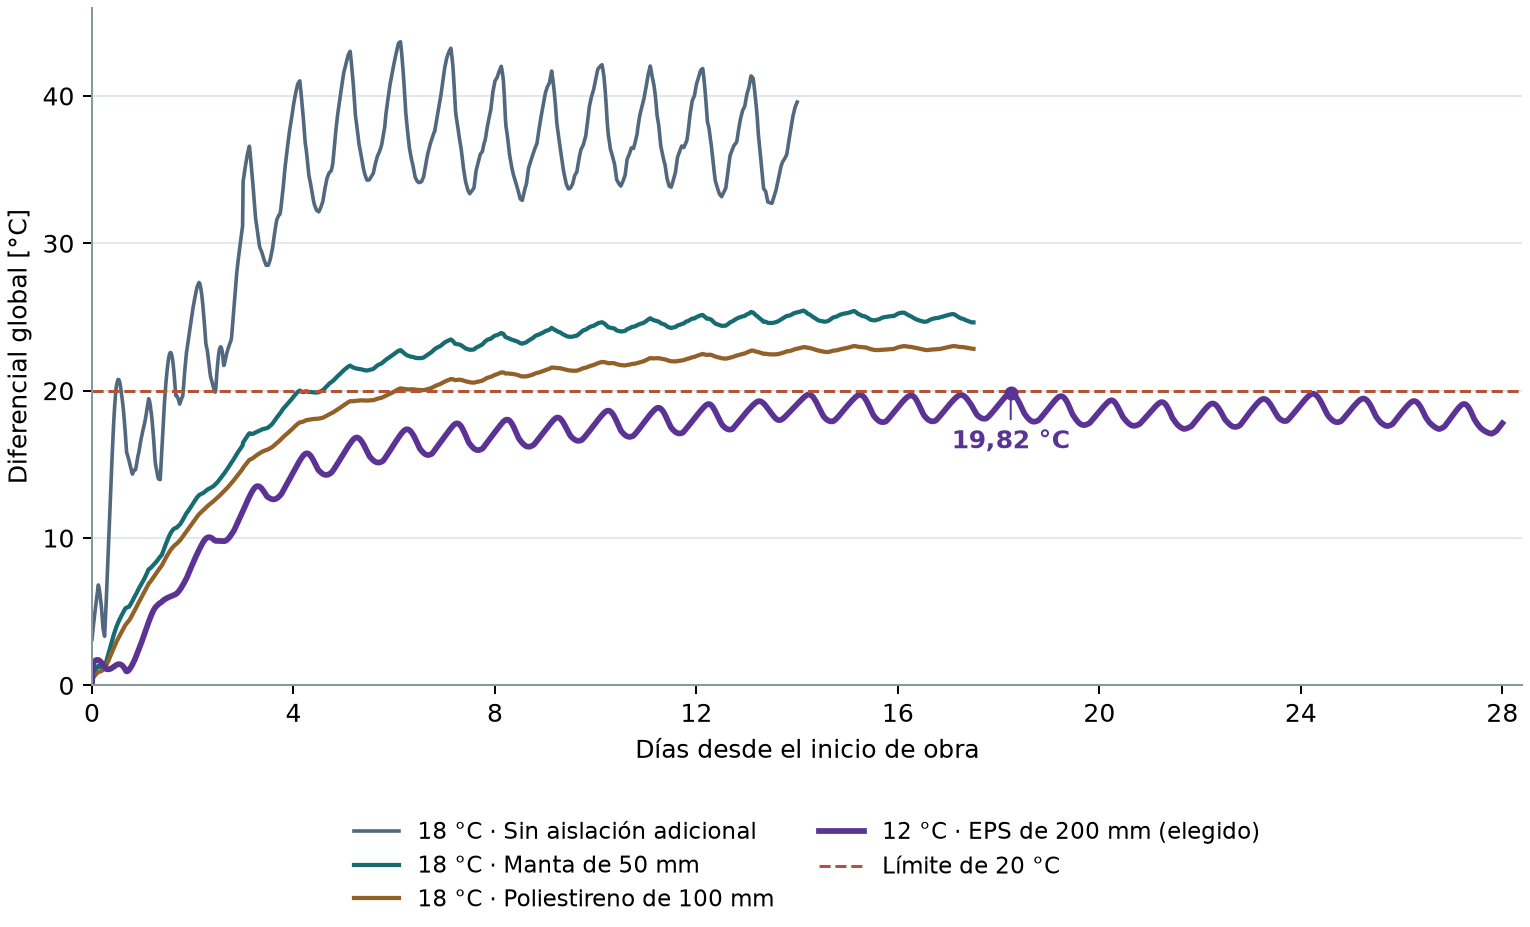 Diferencial global [°C]
40
30
20
10
0
19,82 °C
0 4 8 12 16 20 24 28
Días desde el inicio de obra
18 °C · Sin aislación adicional
18 °C · Manta de 50 mm
18 °C · Poliestireno de 100 mm
12 °C · EPS de 200 mm (elegido)
Límite de 20 °C